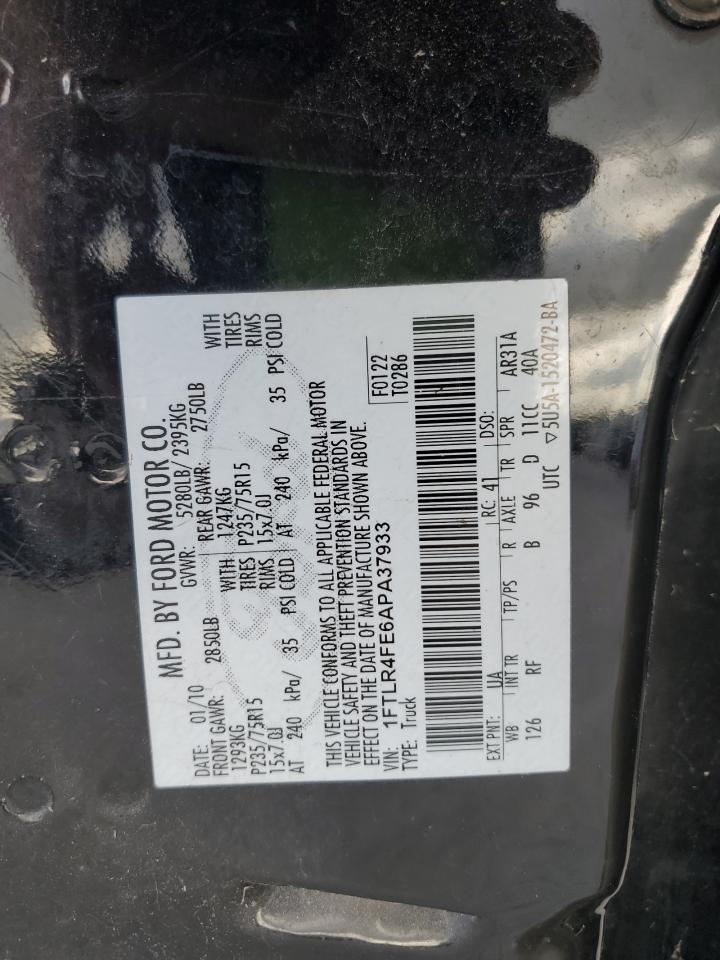 MFD. BY FORD MOTOR CO.
DATE: 01/10 GVWR: 5280LB/ 2395KG
FRONT GAWR: 2850LB REAR GAWR: 2750LB
1293KG WITH 1247KG WITH
P235/75R15 TIRES P235/75R15 TIRES
15x7.0J RIMS 15x7.0J RIMS
AT 240 kPa/ 35 PSI COLD AT 240 kPa/ 35 PSI COLD
THIS VEHICLE CONFORMS TO ALL APPLICABLE FEDERAL MOTOR
VEHICLE SAFETY AND THEFT PREVENTION STANDARDS IN
EFFECT ON THE DATE OF MANUFACTURE SHOWN ABOVE.
VIN: 1FTLR4FE6APA37933 F0122
TYPE: Truck T0286
EXT PNT: UA RC: 41 DSO:
WB INT TR TP/PS R AXLE TR SPR AR31A
126 RF B 96 D 11CC 40A
UTC ▽5U5A-1520472-BA